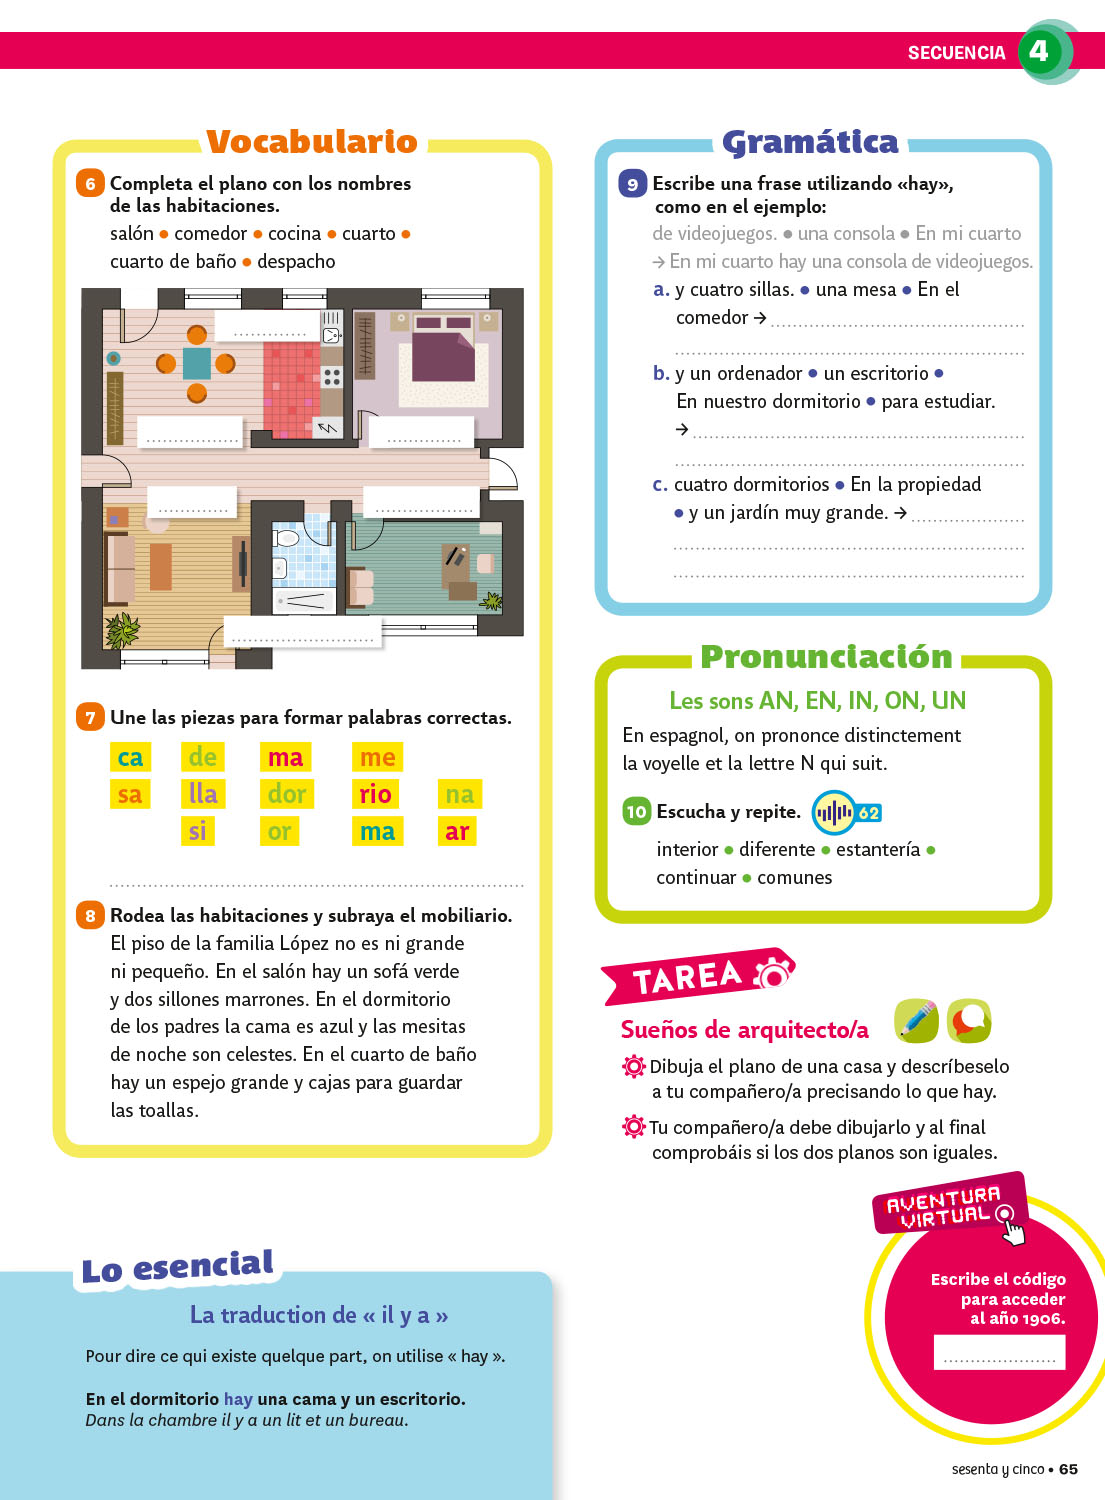 SECUENCIA 4
Vocabulario
6 Completa el plano con los nombres
de las habitaciones.
salón ● comedor ● cocina ● cuarto ●
cuarto de baño ● despacho
7 Une las piezas para formar palabras correctas.
ca de ma me
sa lla dor rio na
si or ma ar
8 Rodea las habitaciones y subraya el mobiliario.
El piso de la familia López no es ni grande
ni pequeño. En el salón hay un sofá verde
y dos sillones marrones. En el dormitorio
de los padres la cama es azul y las mesitas
de noche son celestes. En el cuarto de baño
hay un espejo grande y cajas para guardar
las toallas.
Lo esencial
La traduction de « il y a »
Pour dire ce qui existe quelque part, on utilise « hay ».
En el dormitorio hay una cama y un escritorio.
Dans la chambre il y a un lit et un bureau.
Gramática
9 Escribe una frase utilizando «hay»,
como en el ejemplo:
de videojuegos. ● una consola ● En mi cuarto
→ En mi cuarto hay una consola de videojuegos.
a. y cuatro sillas. ● una mesa ● En el
comedor →
b. y un ordenador ● un escritorio ●
En nuestro dormitorio ● para estudiar.
→
c. cuatro dormitorios ● En la propiedad
● y un jardín muy grande. →
Pronunciación
Les sons AN, EN, IN, ON, UN
En espagnol, on prononce distinctement
la voyelle et la lettre N qui suit.
10 Escucha y repite. 62
interior ● diferente ● estantería ●
continuar ● comunes
TAREA
Sueños de arquitecto/a
Dibuja el plano de una casa y descríbeselo
a tu compañero/a precisando lo que hay.
Tu compañero/a debe dibujarlo y al final
comprobáis si los dos planos son iguales.
AVENTURA
VIRTUAL
Escribe el código
para acceder
al año 1906.
sesenta y cinco • 65